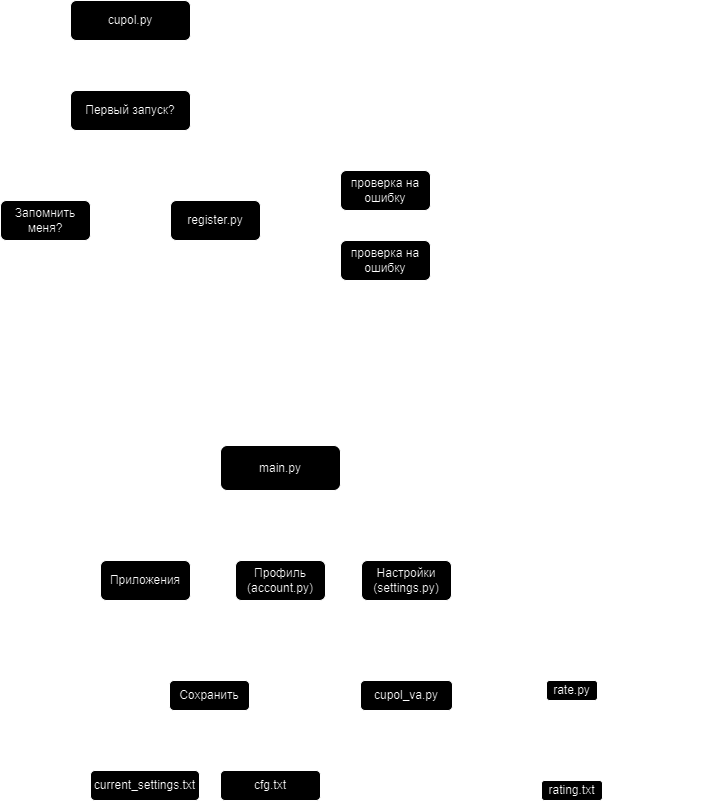 cupol.py
Первый запуск?
проверка на
ошибку
Запомнить
меня?
register.py
проверка на
ошибку
main.py
Приложения
Профиль
(account.py)
Настройки
(settings.py)
Сохранить
cupol_va.py
rate.py
current_settings.txt
cfg.txt
rating.txt